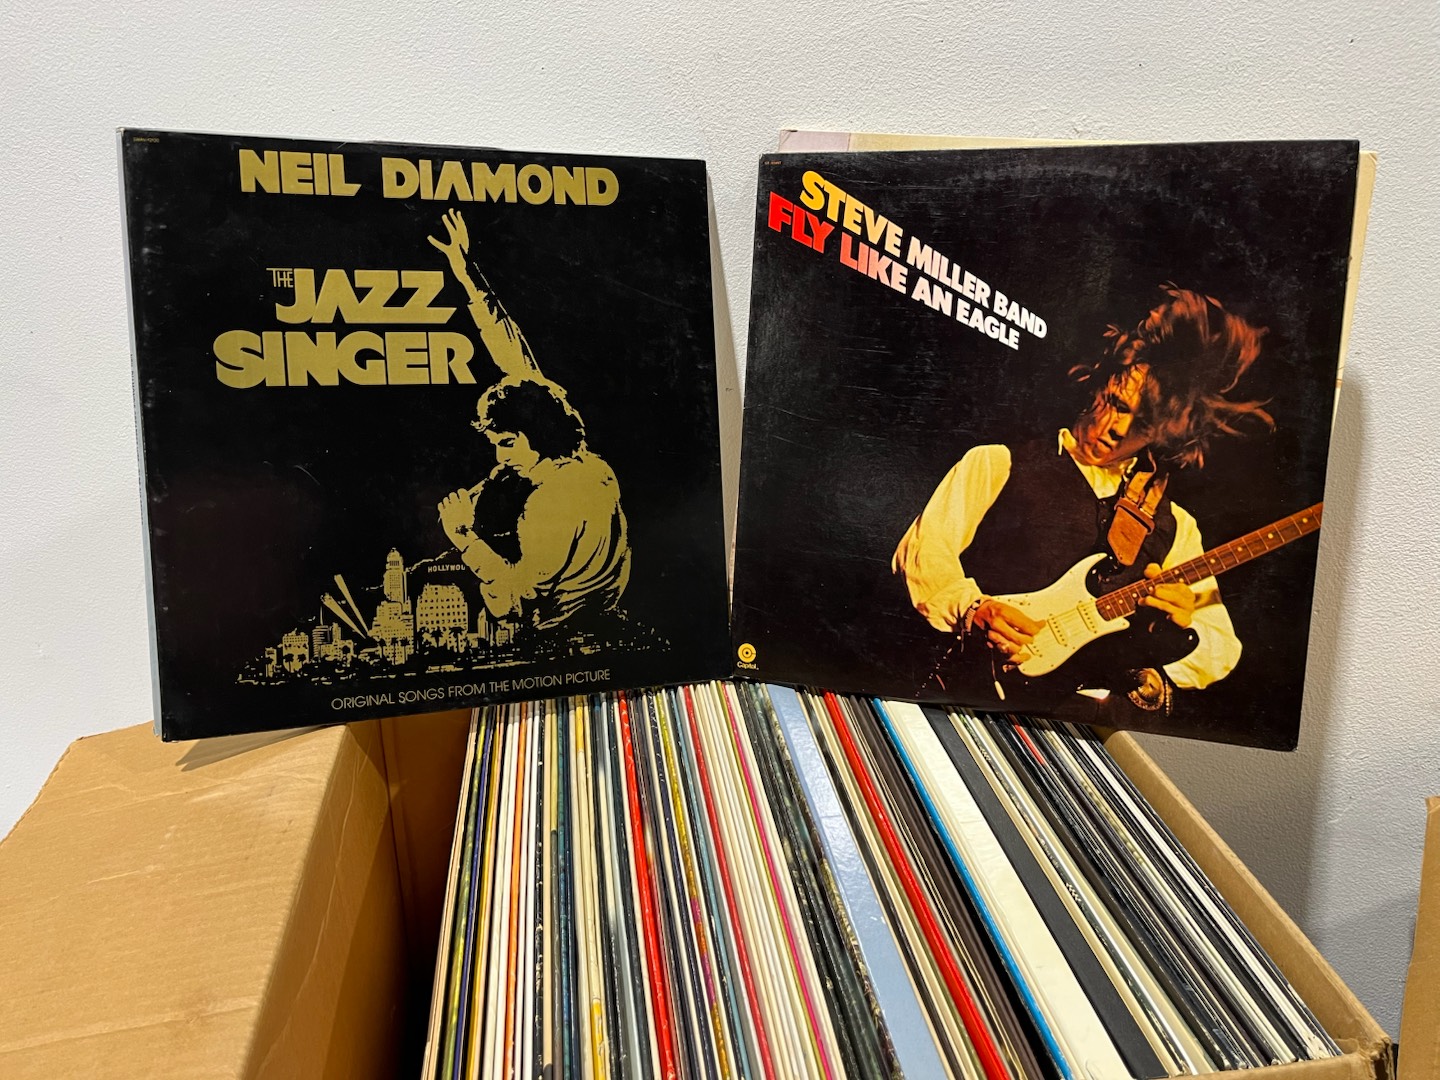 NEIL DIAMOND
THE
JAZZ
SINGER
HOLLYWOOD
ORIGINAL SONGS FROM THE MOTION PICTURE
STEVE MILLER BAND
FLY LIKE AN EAGLE
Capitol